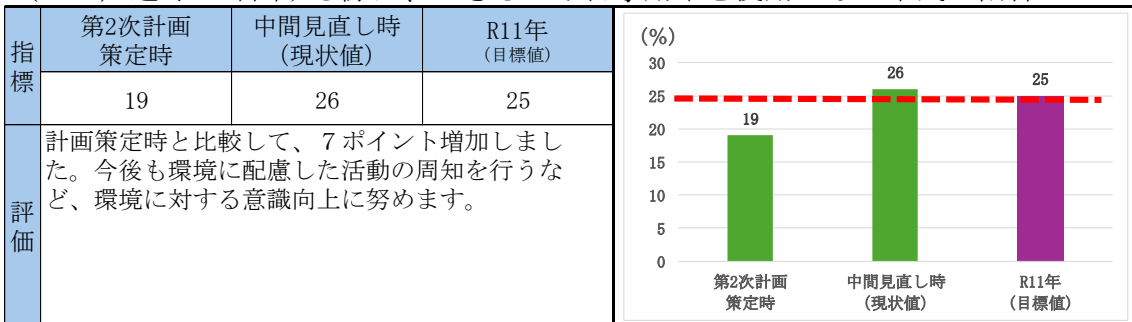 指標
第2次計画
策定時
中間見直し時
(現状値)
R11年
(目標値)
19
26
25
評価
計画策定時と比較して、７ポイント増加しまし
た。今後も環境に配慮した活動の周知を行うな
ど、環境に対する意識向上に努めます。
(%)
30
25
20
15
10
5
0
19
26
25
第2次計画
策定時
中間見直し時
(現状値)
R11年
(目標値)